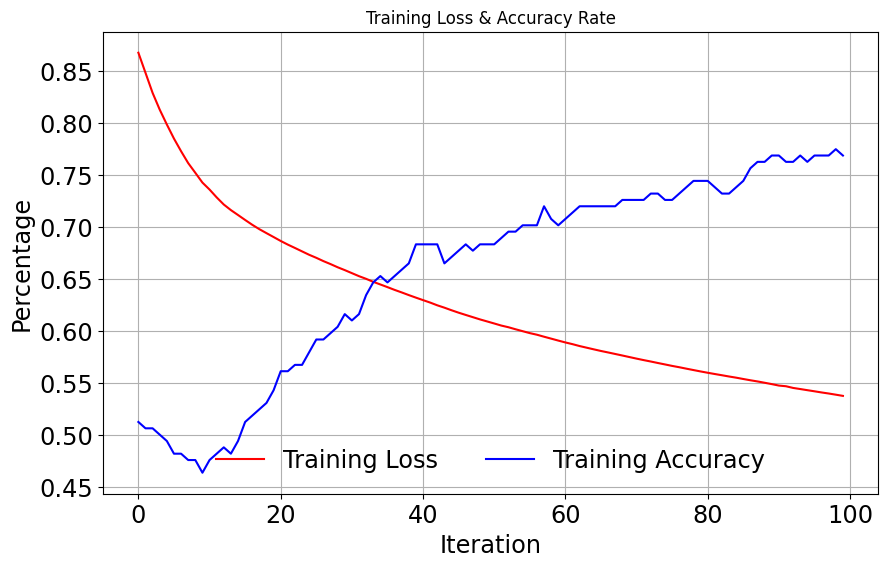 Training Loss & Accuracy Rate
Percentage
0.85
0.80
0.75
0.70
0.65
0.60
0.55
0.50
0.45
Training Loss Training Accuracy
0 20 40 60 80 100
Iteration